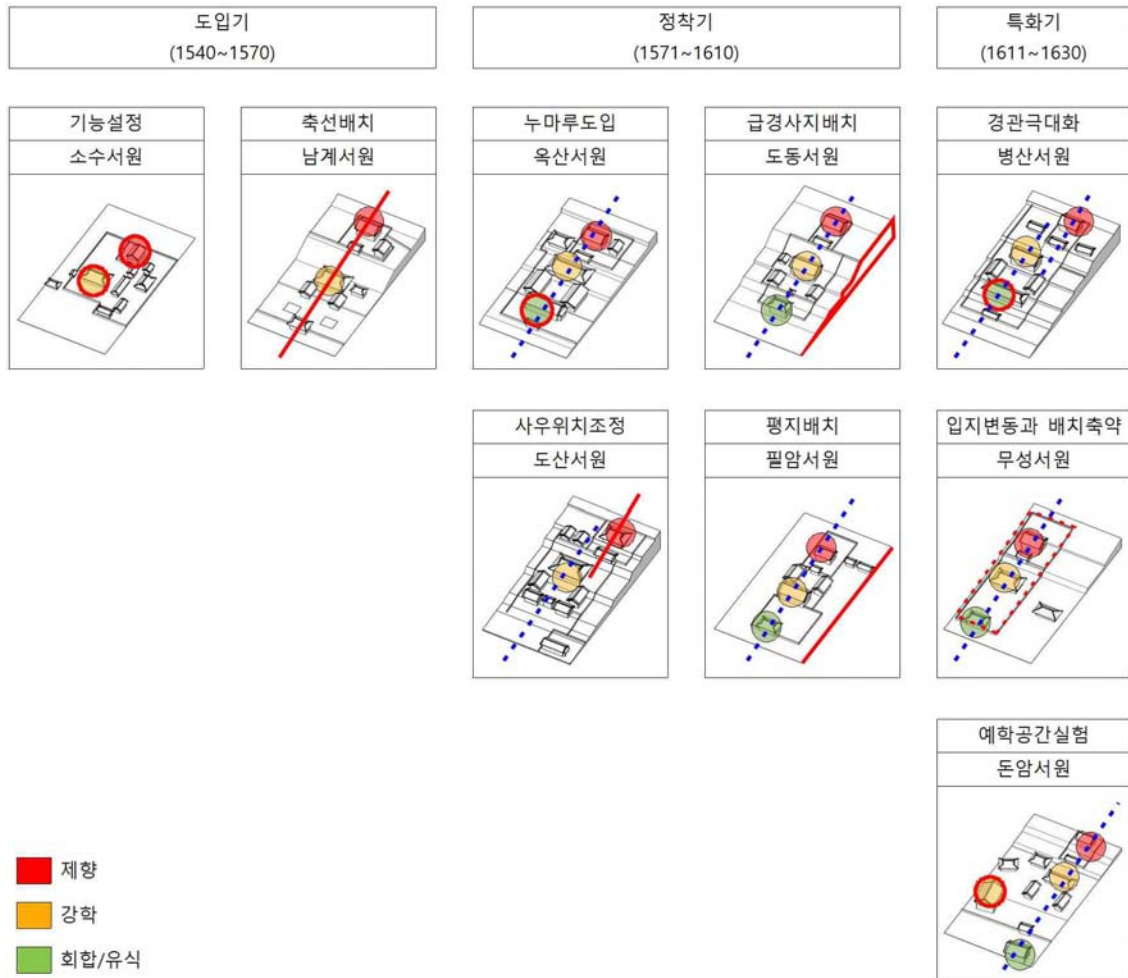 도입기
(1540~1570)
정착기
(1571~1610)
특화기
(1611~1630)
기능설정
소수서원
축선배치
남계서원
누마루도입
옥산서원
급경사지배치
도동서원
경관극대화
병산서원
사우위치조정
도산서원
평지배치
필암서원
입지변동과 배치축약
무성서원
예학공간실험
돈암서원
제향
강학
회합/유식